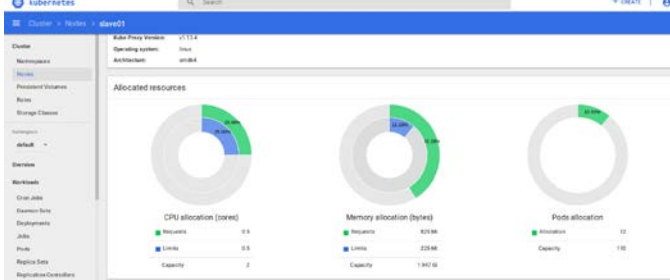 kubernetes
Search
+ CREATE
Cluster > Nodes > slave01
Kube-Proxy Version: v1.13.4
Operating system: linux
Architecture: amd64
Cluster
Namespaces
Nodes
Persistent Volumes
Roles
Storage Classes
Namespace
default
Overview
Workloads
Cron Jobs
Daemon Sets
Deployments
Jobs
Pods
Replica Sets
Replication Controllers
Allocated resources
CPU allocation (cores)
Requests 0.5
Limits 0.5
Capacity 2
Memory allocation (bytes)
Requests
Limits
Capacity
Pods allocation
Allocation
Capacity 110